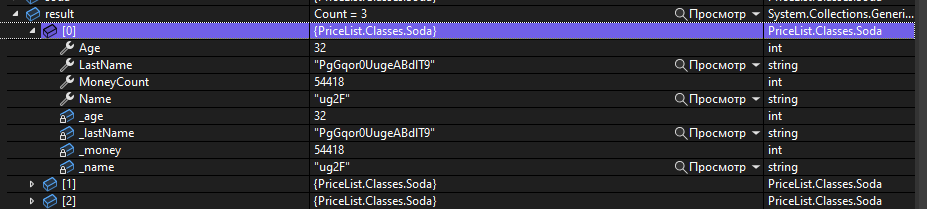 result Count = 3 Просмотр System.Collections.Generi...
[0] {PriceList.Classes.Soda} PriceList.Classes.Soda
Age 32 int
LastName "PgGqor0UugeABdIT9" Просмотр string
MoneyCount 54418 int
Name "ug2F" Просмотр string
_age 32 int
_lastName "PgGqor0UugeABdIT9" Просмотр string
_money 54418 int
_name "ug2F" Просмотр string
[1] {PriceList.Classes.Soda} PriceList.Classes.Soda
[2] {PriceList.Classes.Soda} PriceList.Classes.Soda